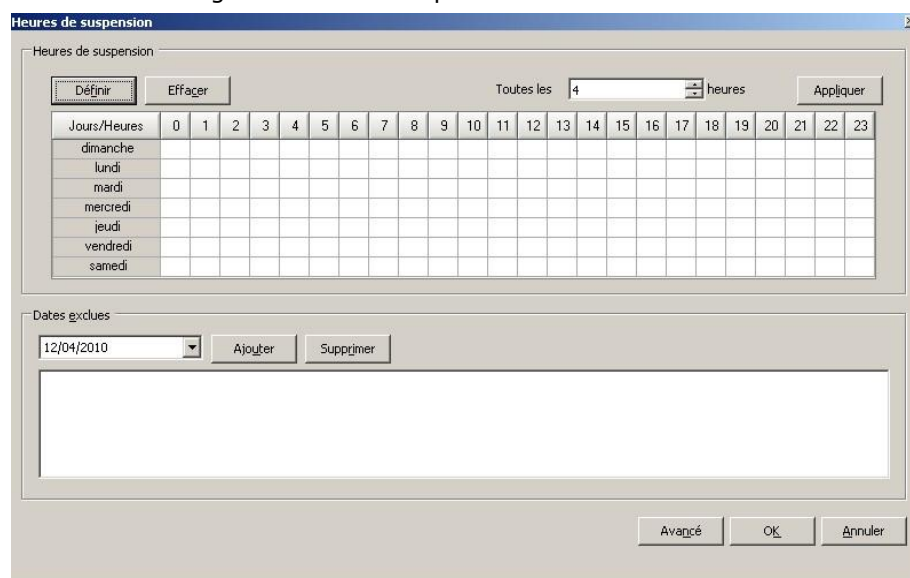 Heures de suspension
Heures de suspension
Définir Effacer Toutes les 4 heures Appliquer
Jours/Heures 0 1 2 3 4 5 6 7 8 9 10 11 12 13 14 15 16 17 18 19 20 21 22 23
dimanche
lundi
mardi
mercredi
jeudi
vendredi
samedi
Dates exclues
12/04/2010 Ajouter Supprimer
Avancé OK Annuler